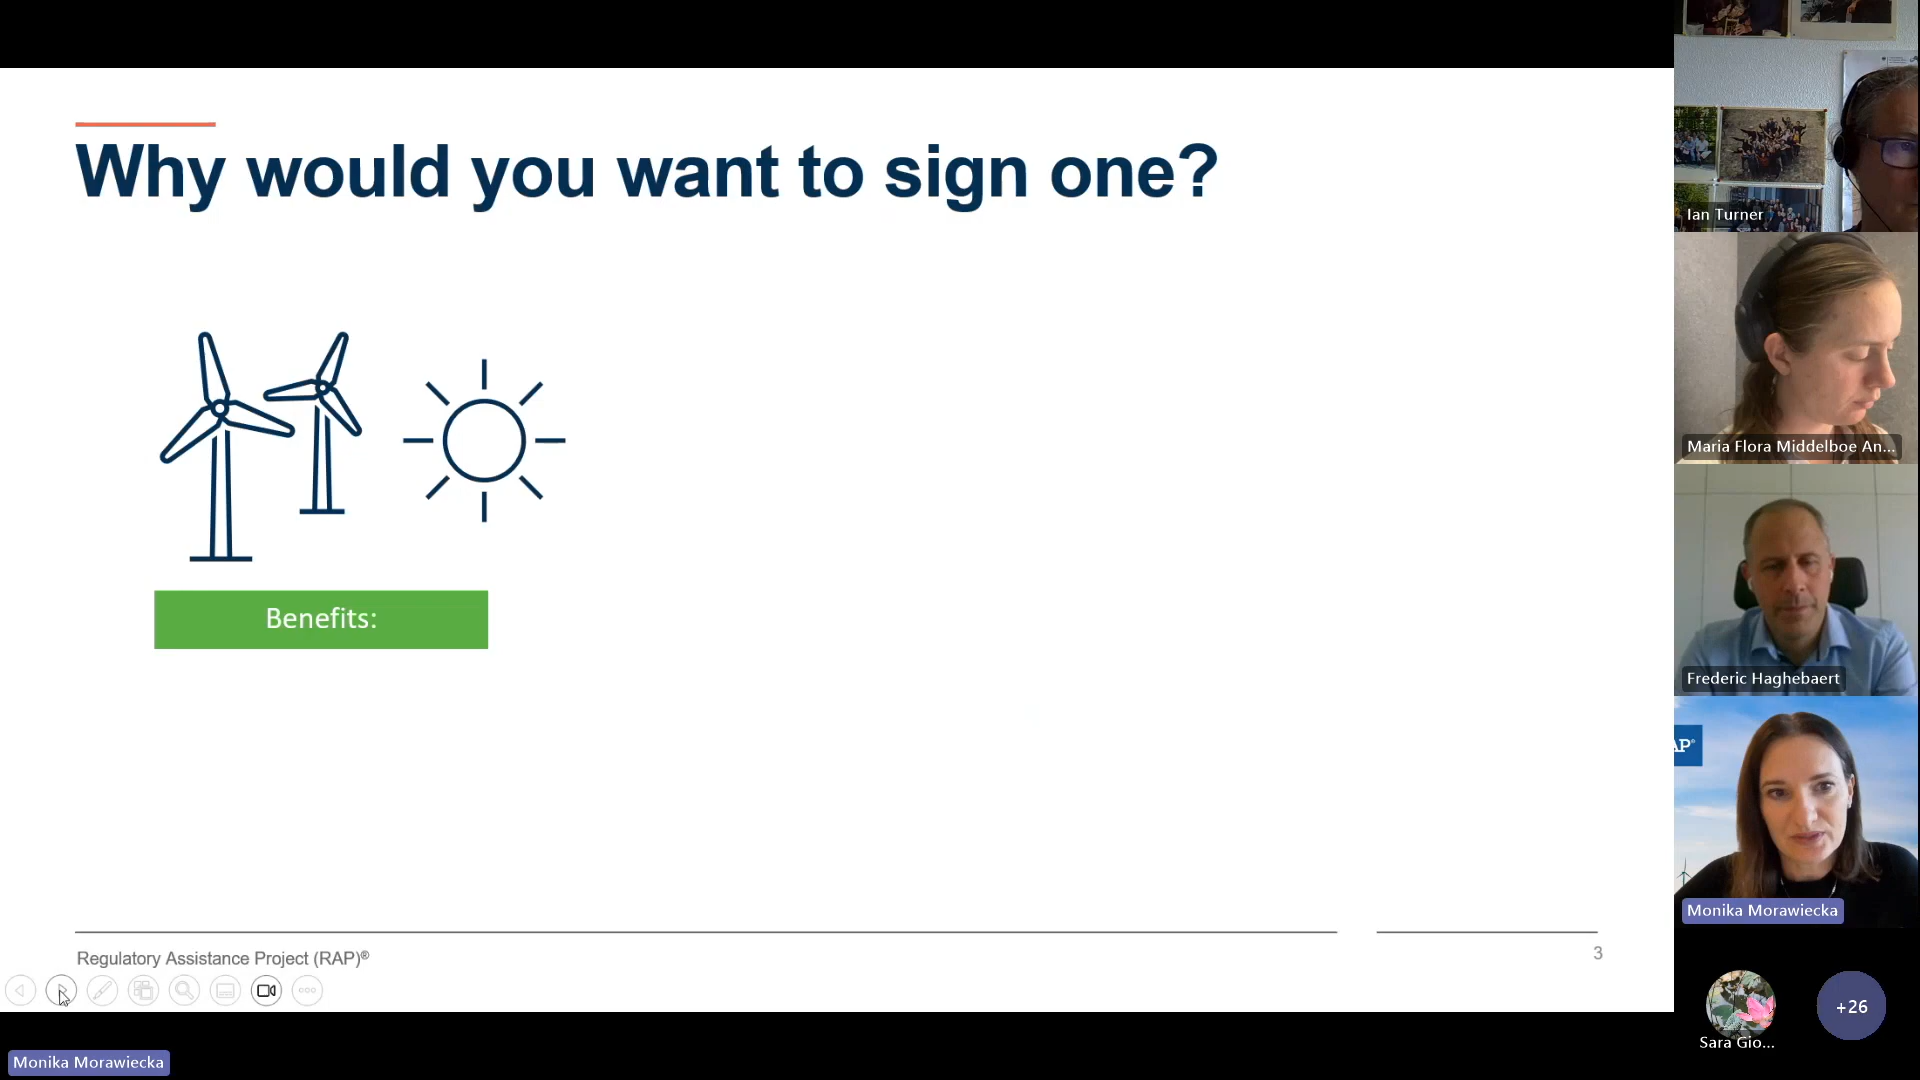 Why would you want to sign one?
Benefits:
Regulatory Assistance Project (RAP)®
3
Monika Morawiecka
Ian Turner
Maria Flora Middelboe An...
Frederic Haghebaert
AP®
Monika Morawiecka
Sara Gio...
+26